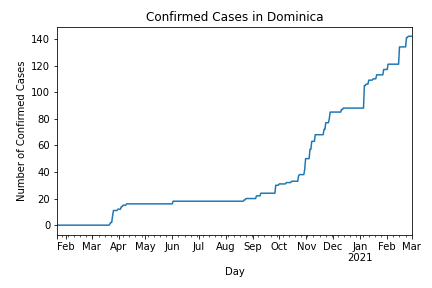 Confirmed Cases in Dominica
Number of Confirmed Cases
140
120
100
80
60
40
20
0
Feb Mar Apr May Jun Jul Aug Sep Oct Nov Dec Jan Feb Mar
2021
Day